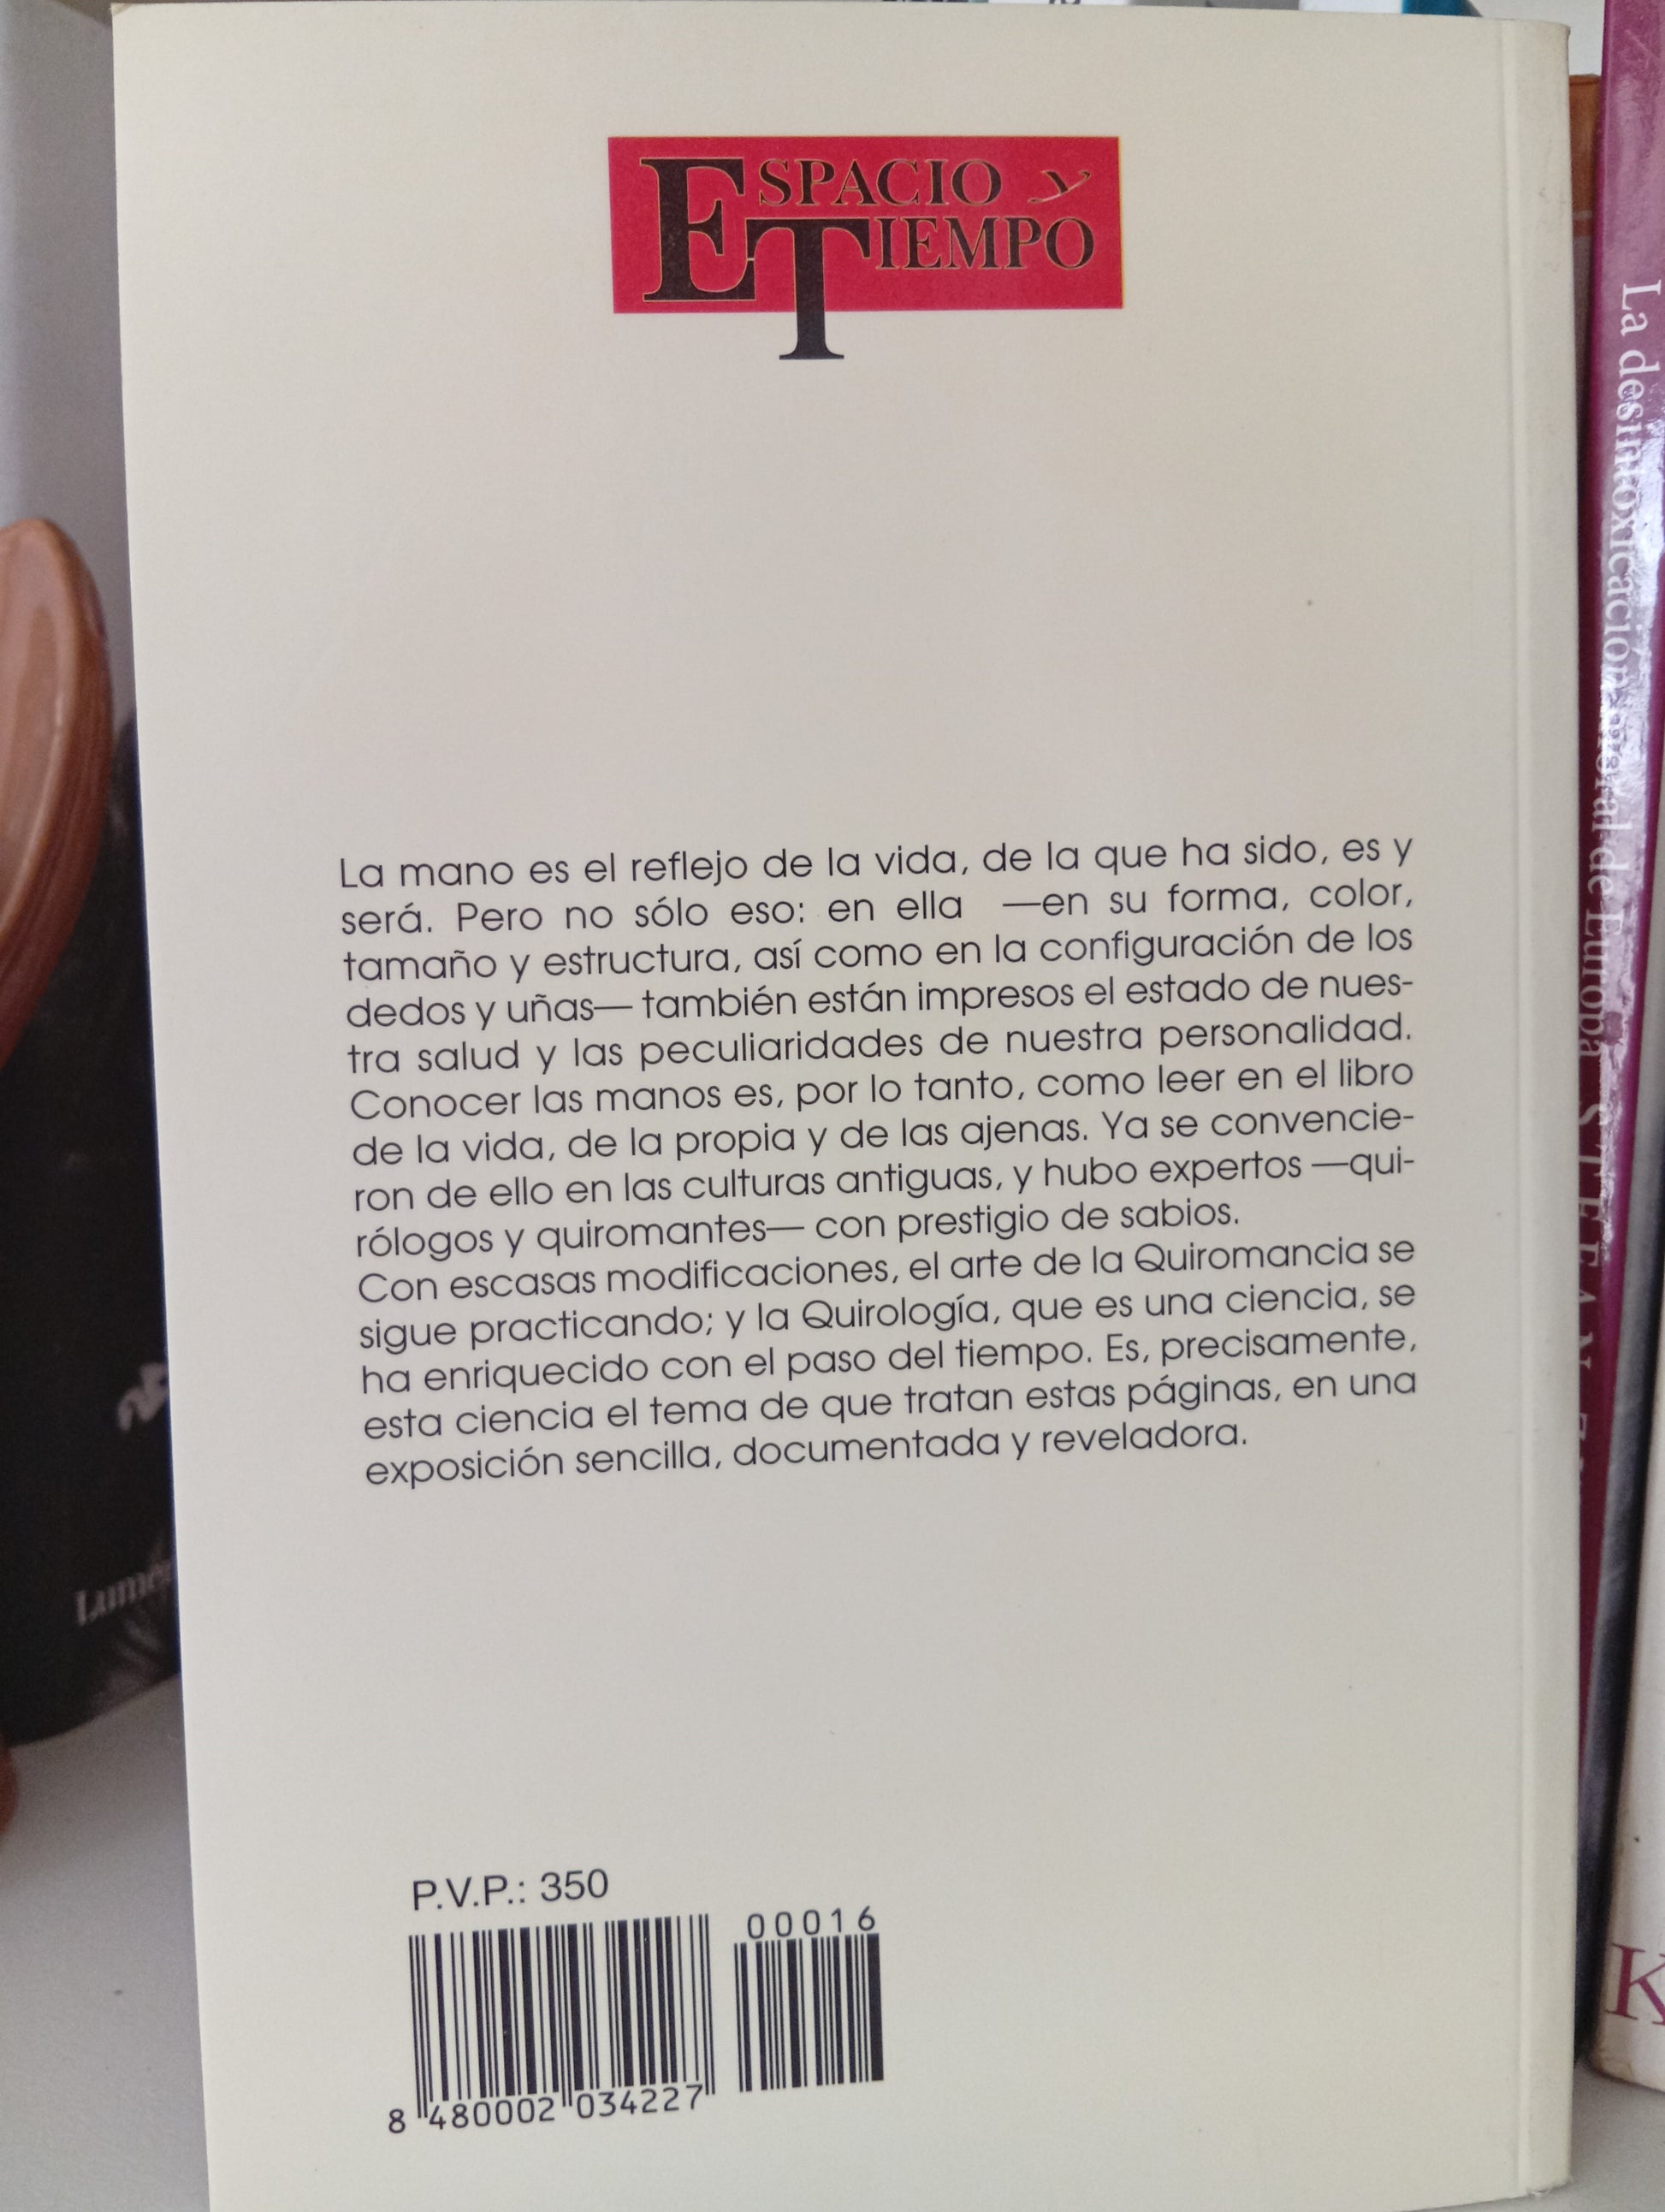 ESPACIO y
TIEMPO
La mano es el reflejo de la vida, de la que ha sido, es y
será. Pero no sólo eso: en ella —en su forma, color,
tamaño y estructura, así como en la configuración de los
dedos y uñas— también están impresos el estado de nues-
tra salud y las peculiaridades de nuestra personalidad.
Conocer las manos es, por lo tanto, como leer en el libro
de la vida, de la propia y de las ajenas. Ya se convencie-
ron de ello en las culturas antiguas, y hubo expertos —qui-
rólogos y quiromantes— con prestigio de sabios.
Con escasas modificaciones, el arte de la Quiromancia se
sigue practicando; y la Quirología, que es una ciencia, se
ha enriquecido con el paso del tiempo. Es, precisamente,
esta ciencia el tema de que tratan estas páginas, en una
exposición sencilla, documentada y reveladora.
P.V.P.: 350
00016
8 480002 034227
La desintoxicación moral de Europa STEFAN
K